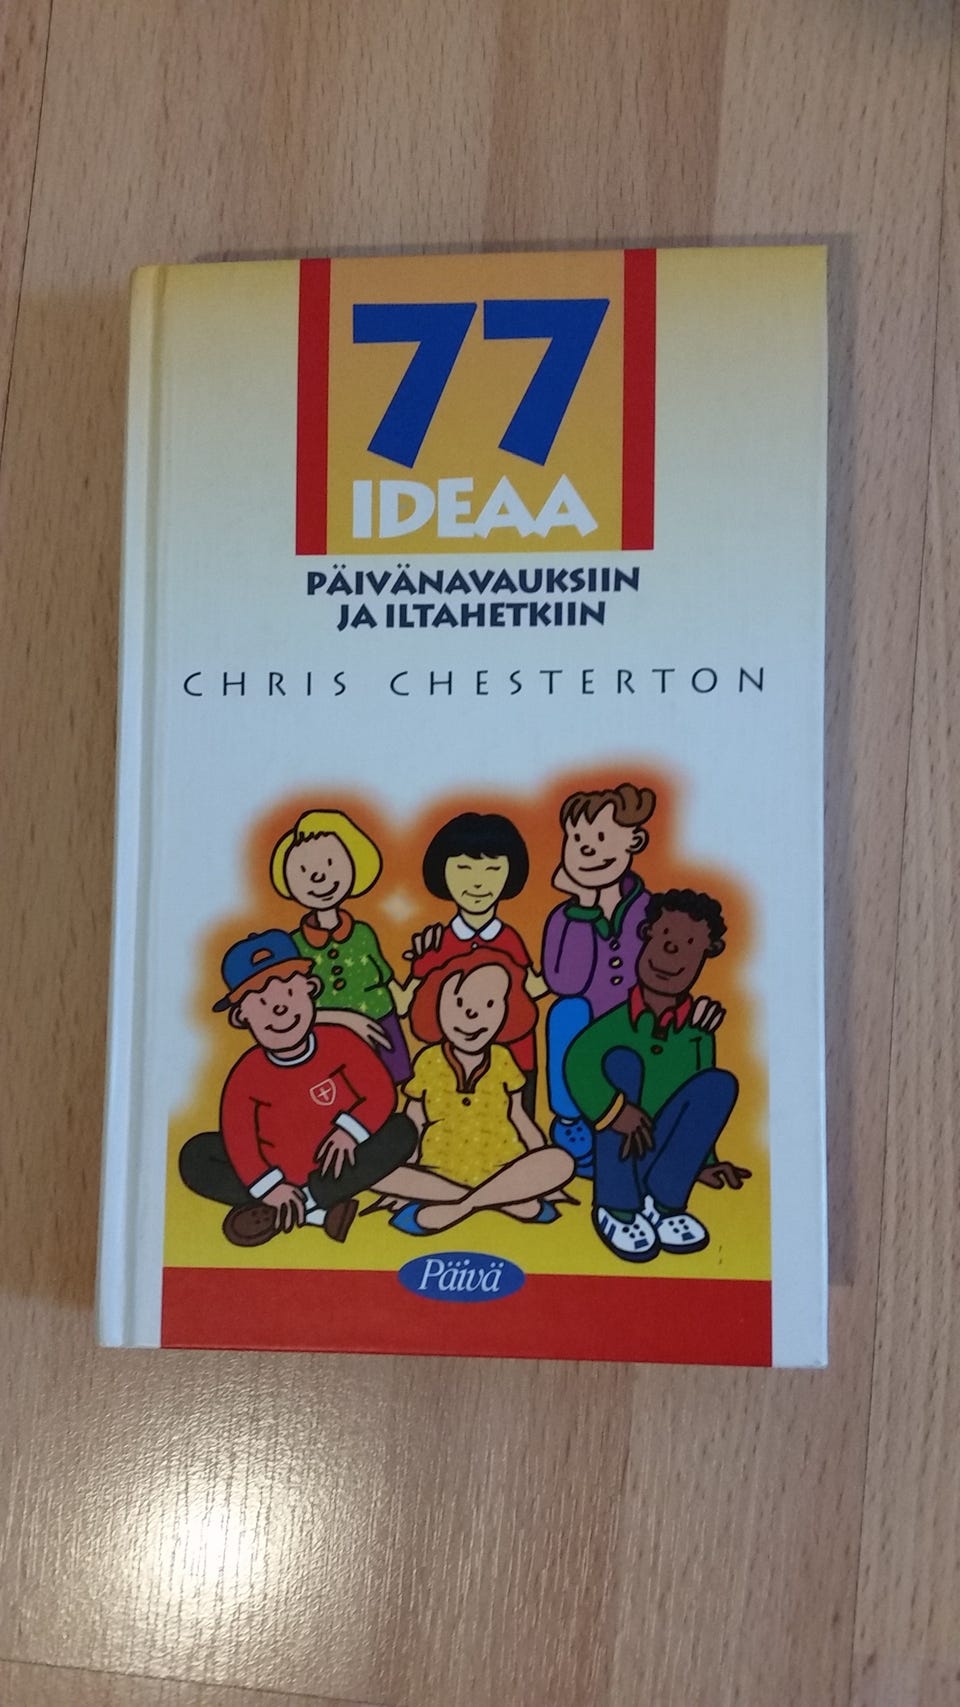 77
IDEAA
PÄIVÄNAVAUKSIIN
JA ILTAHETKIIN
CHRIS CHESTERTON
Päivä